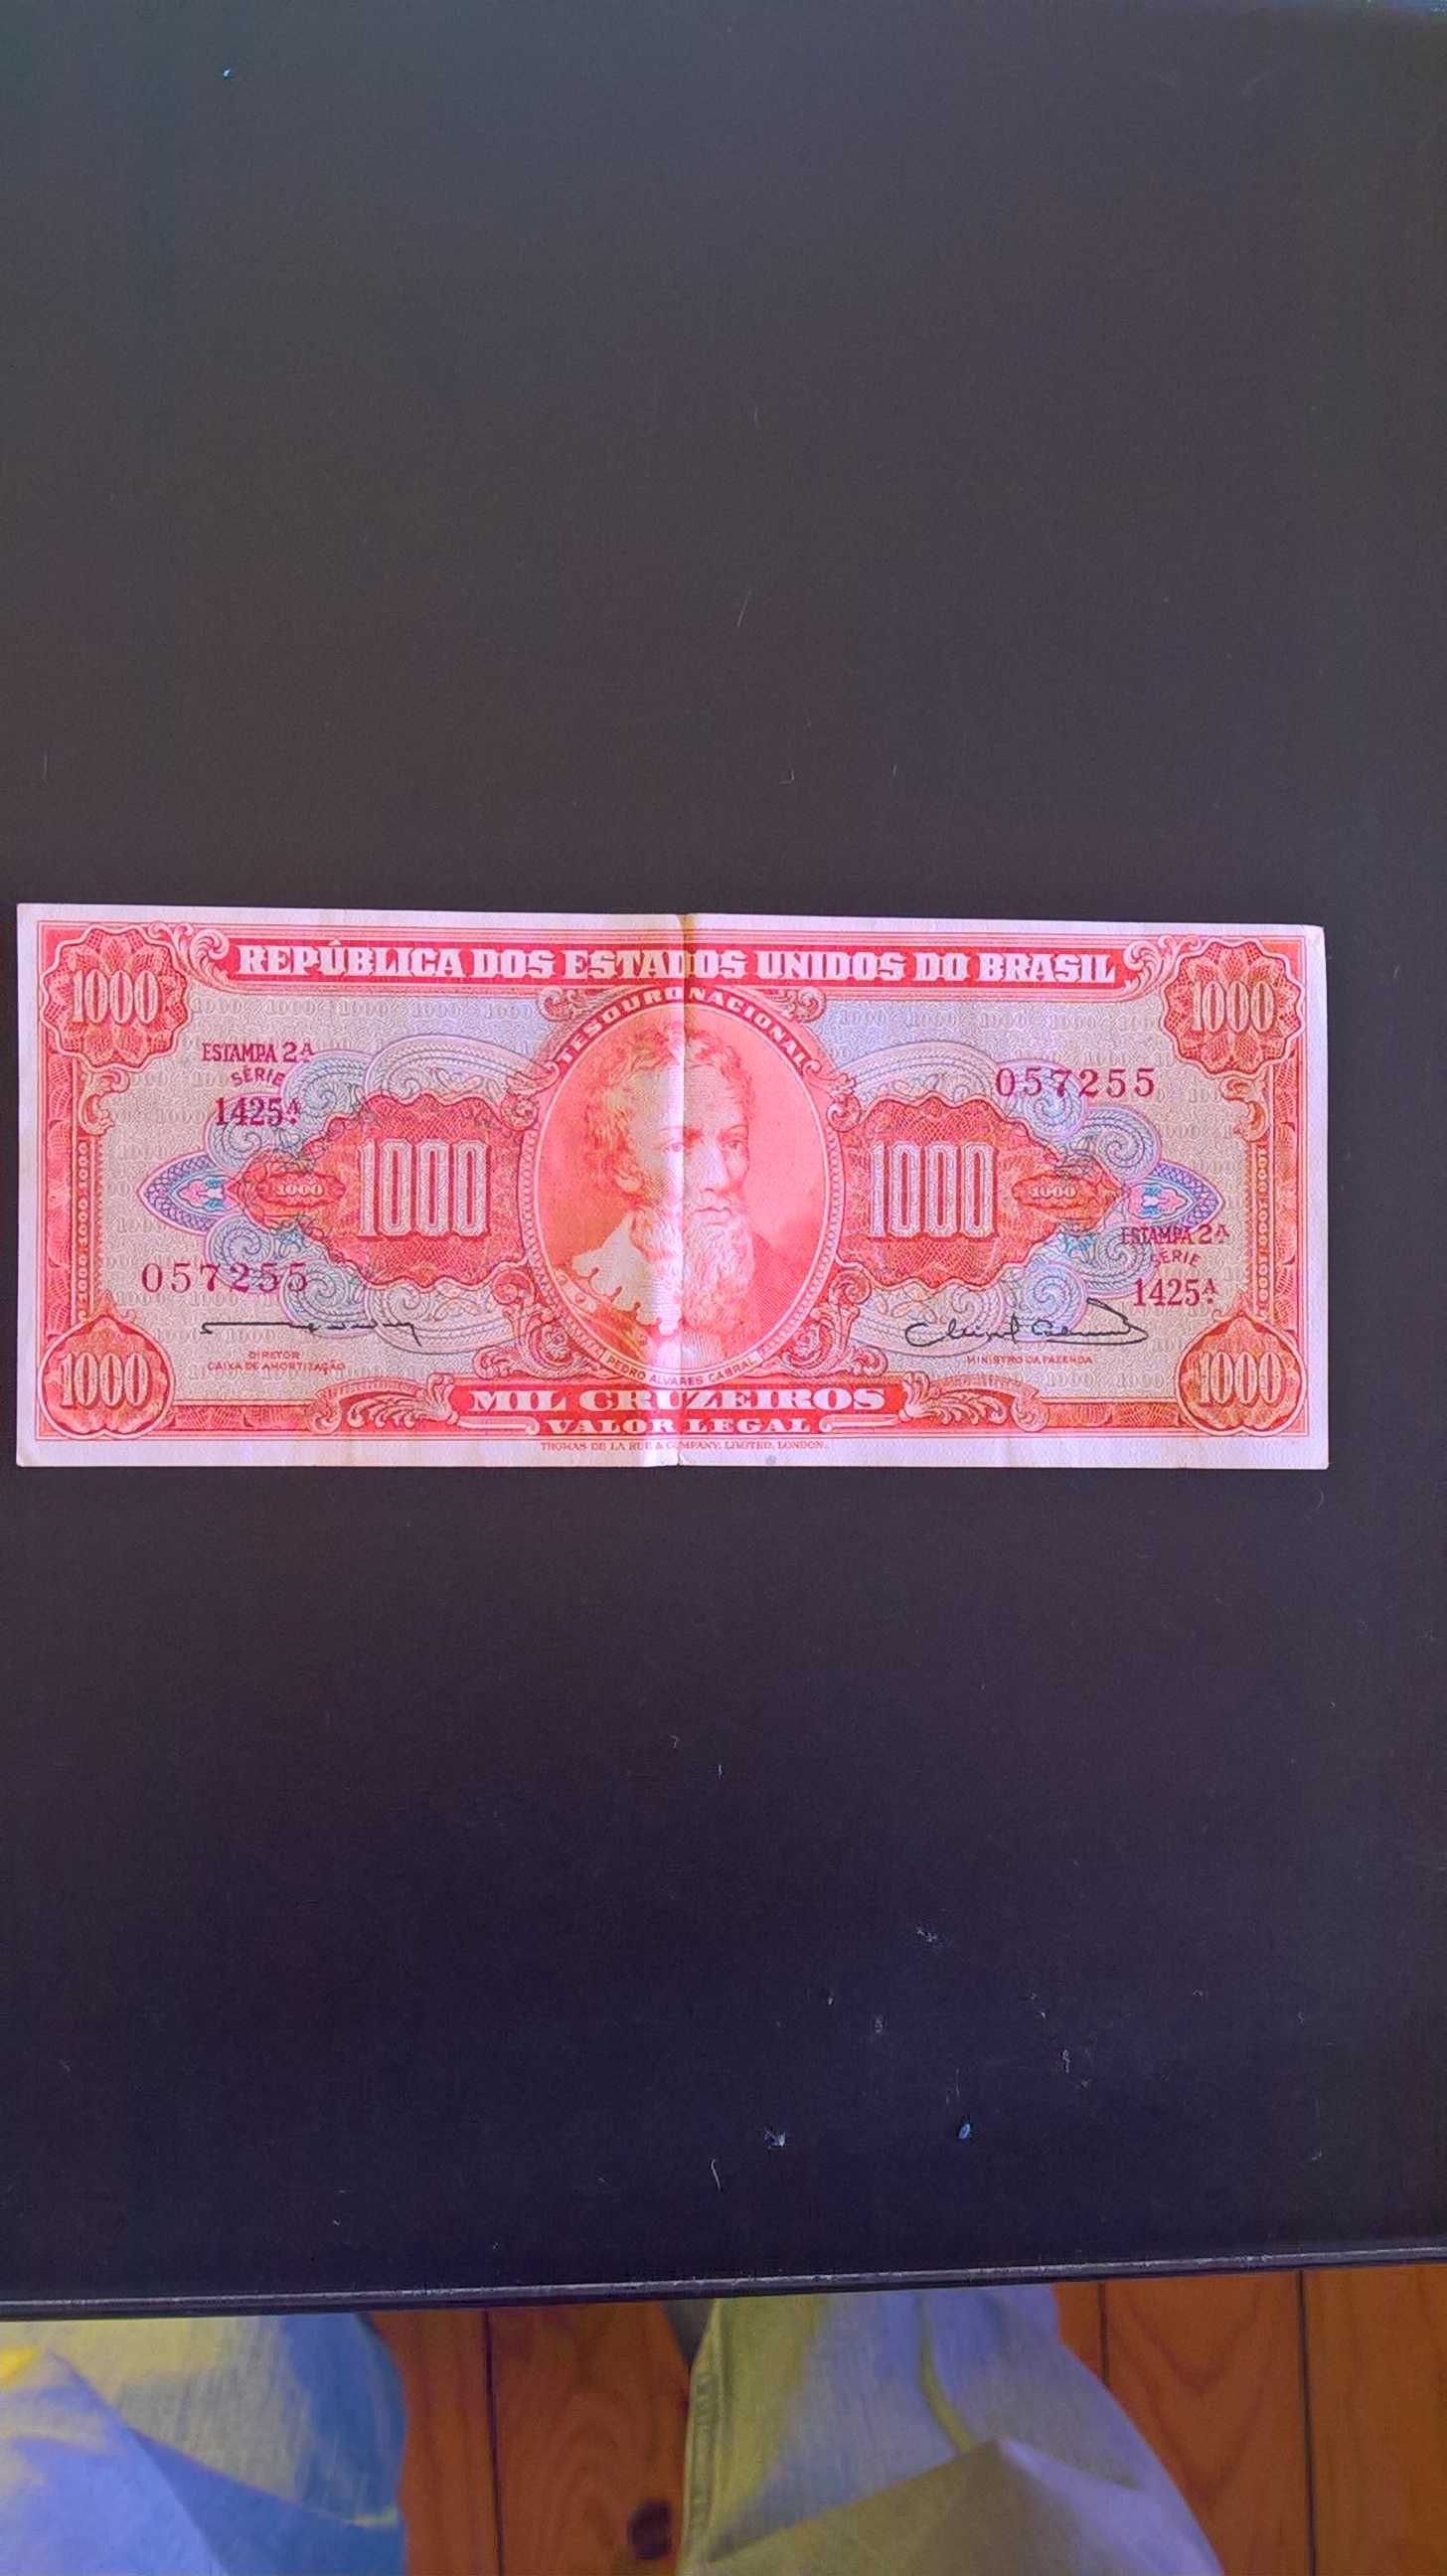 REPÚBLICA DOS ESTADOS UNIDOS DO BRASIL
1000
1000
TESOURO NACIONAL
ESTAMPA 2A
SÉRIE
1425A
057255
1000
1000
1000
1000
ESTAMPA 2A
SÉRIE
1425A
057255
DIRETOR
CAIXA DE AMORTIZAÇÃO
MINISTRO DA FAZENDA
PEDRO ALVARES CABRAL
1000
1000
MIL CRUZEIROS
VALOR LEGAL
THOMAS DE LA RUE & COMPANY, LIMITED, LONDON.